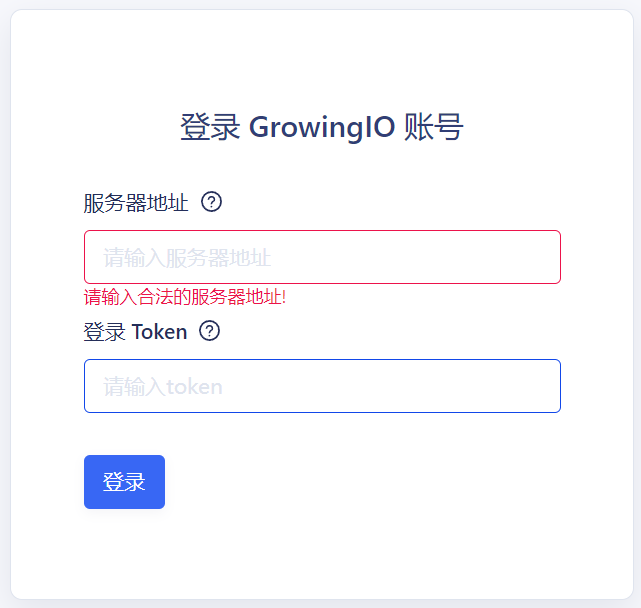 登录 GrowingIO 账号
服务器地址 ?
请输入服务器地址
请输入合法的服务器地址!
登录 Token ?
请输入token
登录